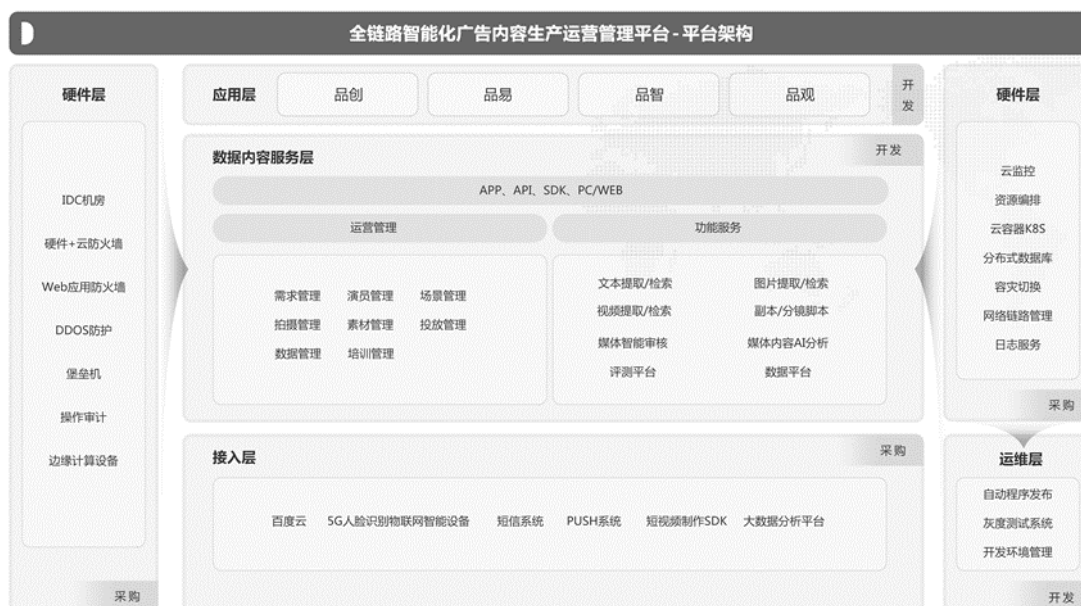 全链路智能化广告内容生产运营管理平台-平台架构
硬件层
IDC机房
硬件+云防火墙
Web应用防火墙
DDOS防护
堡垒机
操作审计
边缘计算设备
采购
应用层
品创
品易
品智
品观
开发
数据内容服务层
开发
APP、API、SDK、PC/WEB
运营管理
功能服务
需求管理 演员管理 场景管理
拍摄管理 素材管理 投放管理
数据管理 培训管理
文本提取/检索 图片提取/检索
视频提取/检索 副本/分镜脚本
媒体智能审核 媒体内容AI分析
评测平台 数据平台
接入层
采购
百度云 5G人脸识别物联网智能设备 短信系统 PUSH系统 短视频制作SDK 大数据分析平台
硬件层
云监控
资源编排
云容器K8S
分布式数据库
容灾切换
网络链路管理
日志服务
采购
运维层
自动程序发布
灰度测试系统
开发环境管理
开发